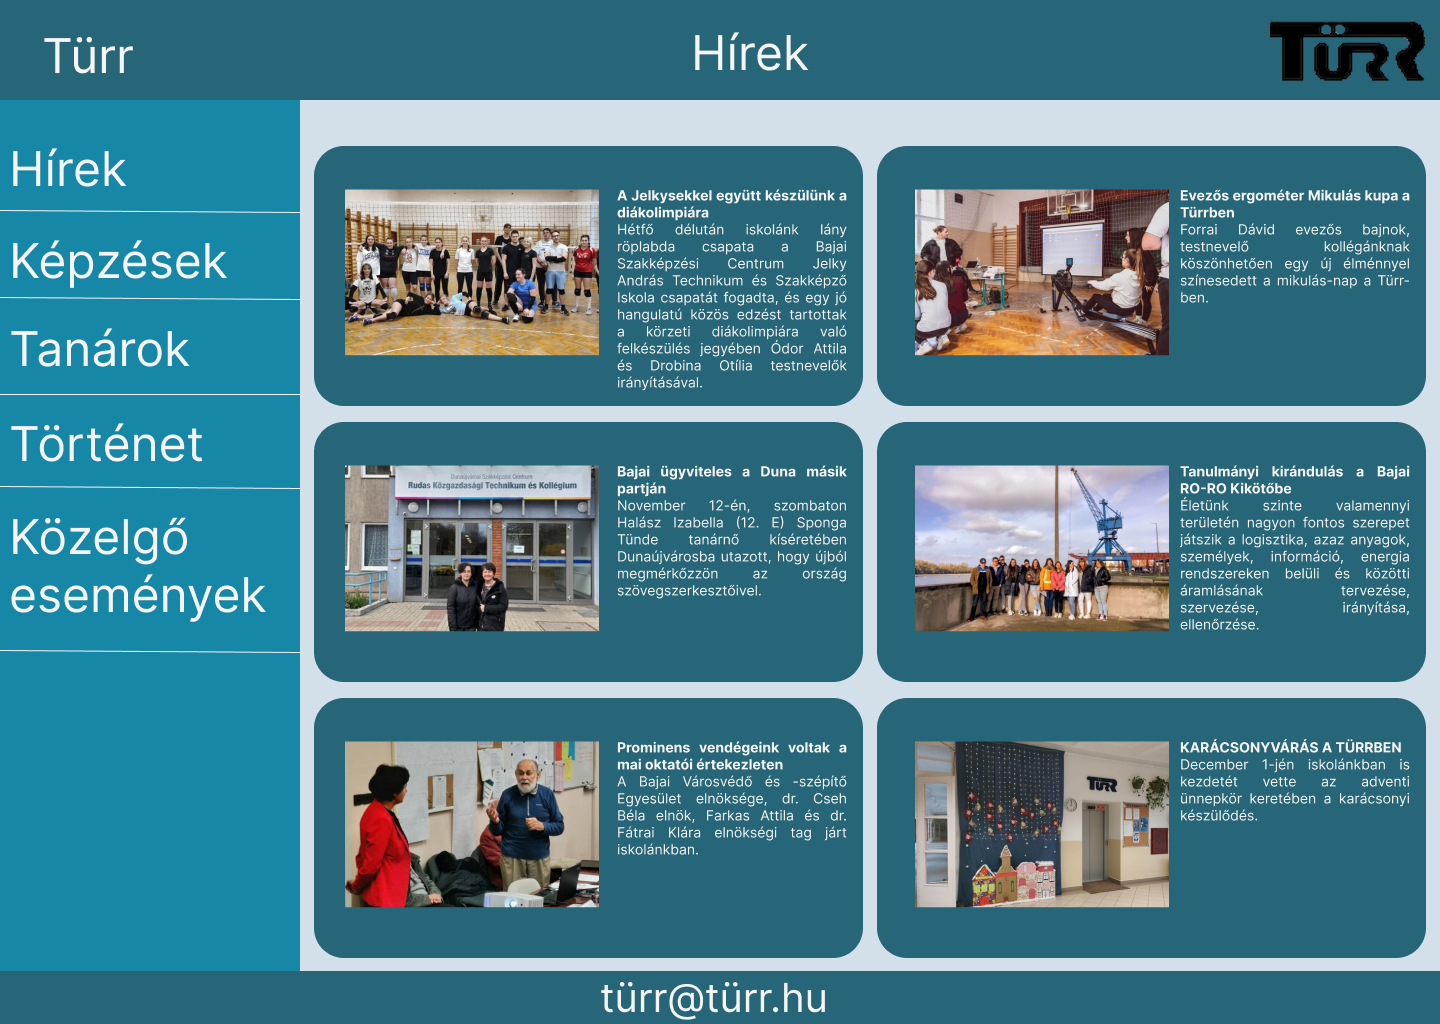 Türr
Hírek
TÜRR
Hírek
Képzések
Tanárok
Történet
Közelgő
események
A Jelkysekkel együtt készülünk a
diákolimpiára
Hétfő délután iskolánk lány
röplabda csapata a Bajai
Szakképzési Centrum Jelky
András Technikum és Szakképző
Iskola csapatát fogadta, és egy jó
hangulatú közös edzést tartottak
a körzeti diákolimpiára való
felkészülés jegyében Ódor Attila
és Drobina Otília testnevelők
irányításával.
Evezős ergométer Mikulás kupa a
Türrben
Forrai Dávid evezős bajnok,
testnevelő kollégánknak
köszönhetően egy új élménnyel
színesedett a mikulás-nap a Türr-
ben.
Dunaújvárosi Szakképzési Centrum
Rudas Közgazdasági Technikum és Kollégium
Bajai ügyviteles a Duna másik
partján
November 12-én, szombaton
Halász Izabella (12. E) Sponga
Tünde tanárnő kíséretében
Dunaújvárosba utazott, hogy újból
megmérkőzzön az ország
szövegszerkesztőivel.
Tanulmányi kirándulás a Bajai
RO-RO Kikötőbe
Életünk szinte valamennyi
területén nagyon fontos szerepet
játszik a logisztika, azaz anyagok,
személyek, információ, energia
rendszereken belüli és közötti
áramlásának tervezése,
szervezése, irányítása,
ellenőrzése.
Prominens vendégeink voltak a
mai oktatói értekezleten
A Bajai Városvédő és -szépítő
Egyesület elnöksége, dr. Cseh
Béla elnök, Farkas Attila és dr.
Fátrai Klára elnökségi tag járt
iskolánkban.
TÜRR
KARÁCSONYVÁRÁS A TÜRRBEN
December 1-jén iskolánkban is
kezdetét vette az adventi
ünnepkör keretében a karácsonyi
készülődés.
türr@türr.hu